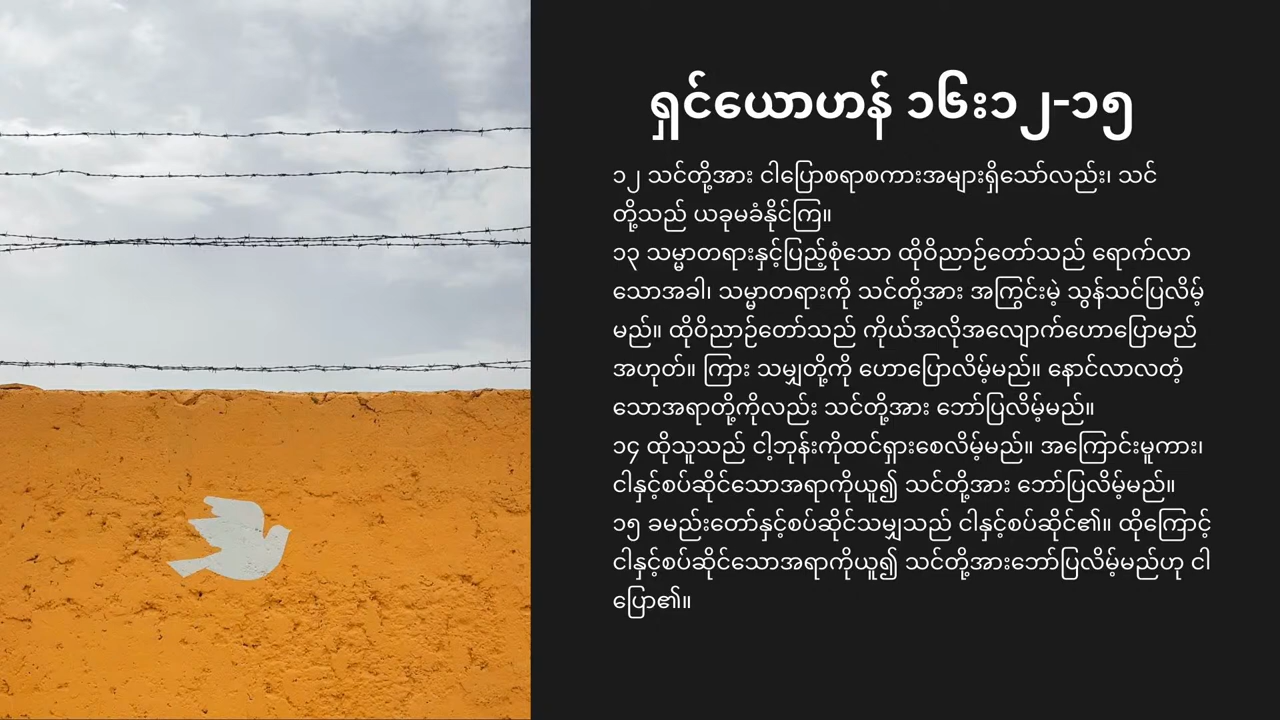 ရှင်ယောဟန် ၁၆း၁၂-၁၅
၁၂ သင်တို့အား ငါပြောစရာစကားအများရှိသော်လည်း၊ သင်
တို့သည် ယခုမခံနိုင်ကြ။
၁၃ သမ္မာတရားနှင့်ပြည့်စုံသော ထိုဝိညာဉ်တော်သည် ရောက်လာ
သောအခါ၊ သမ္မာတရားကို သင်တို့အား အကြွင်းမဲ့ သွန်သင်ပြလိမ့်
မည်။ ထိုဝိညာဉ်တော်သည် ကိုယ်အလိုအလျောက်ဟောပြောမည်
အဟုတ်။ ကြား သမျှတို့ကို ဟောပြောလိမ့်မည်။ နောင်လာလတံ့
သောအရာတို့ကိုလည်း သင်တို့အား ဘော်ပြလိမ့်မည်။
၁၄ ထိုသူသည် ငါ့ဘုန်းကိုထင်ရှားစေလိမ့်မည်။ အကြောင်းမူကား၊
ငါနှင့်စပ်ဆိုင်သောအရာကိုယူ၍ သင်တို့အား ဘော်ပြလိမ့်မည်။
၁၅ ခမည်းတော်နှင့်စပ်ဆိုင်သမျှသည် ငါနှင့်စပ်ဆိုင်၏။ ထိုကြောင့်
ငါနှင့်စပ်ဆိုင်သောအရာကိုယူ၍ သင်တို့အားဘော်ပြလိမ့်မည်ဟု ငါ
ပြော၏။